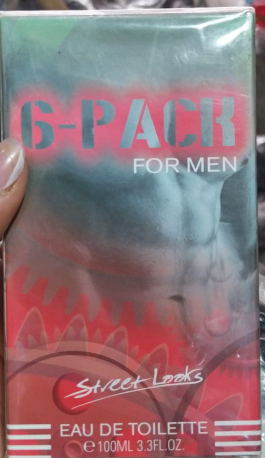 6-PACK
FOR MEN
Street Looks
EAU DE TOILETTE
℮100ML 3.3FL.OZ.